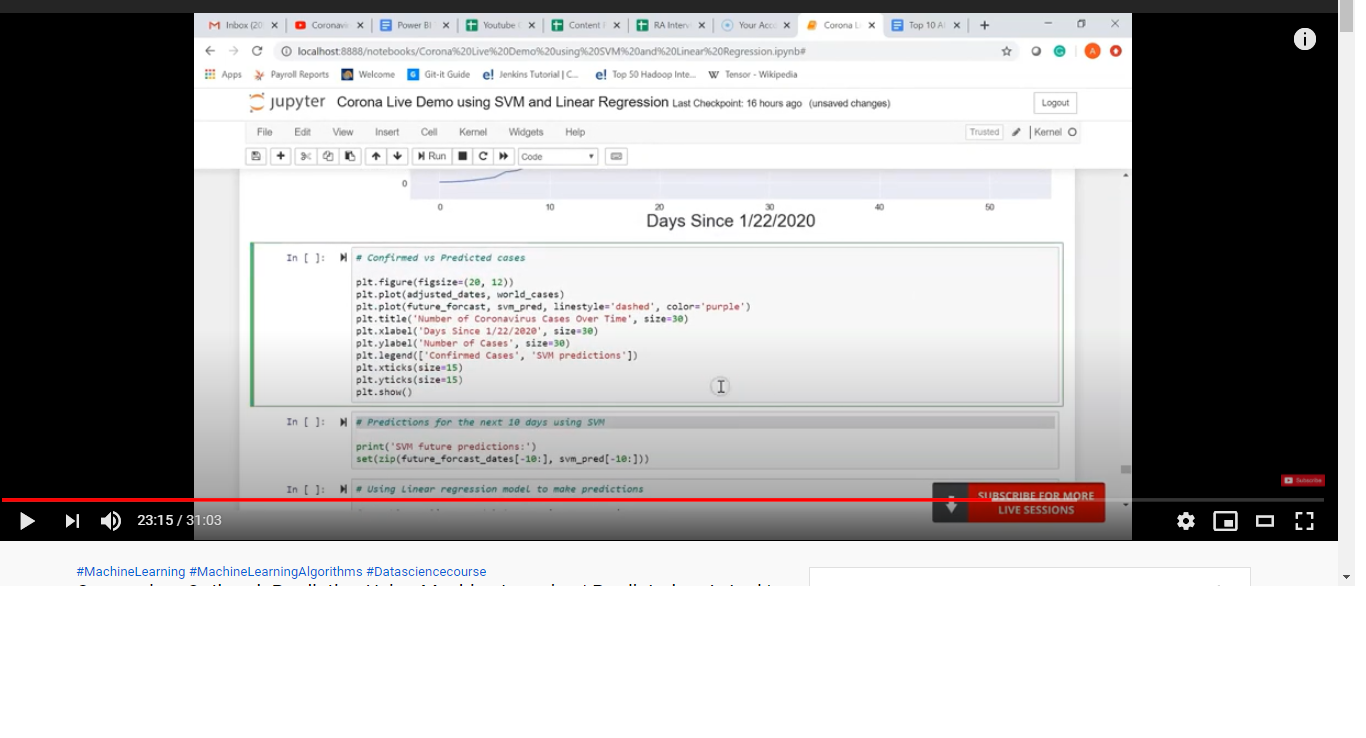 Inbox (20 Coronavi Power BI Youtube C Content RA Interv Your Acco Corona Li Top 10 Al
localhost:8888/notebooks/Corona%20Live%20Demo%20using%20SVM%20and%20Linear%20Regression.ipynb#
Apps Payroll Reports Welcome Git-it Guide Jenkins Tutorial | C... Top 50 Hadoop Inte... Tensor - Wikipedia
jupyter Corona Live Demo using SVM and Linear Regression Last Checkpoint: 16 hours ago (unsaved changes) Logout
File Edit View Insert Cell Kernel Widgets Help Trusted Kernel
Run Code
0
0 10 20 30 40 50
Days Since 1/22/2020
In [ ]: # Confirmed vs Predicted cases
plt.figure(figsize=(20, 12))
plt.plot(adjusted_dates, world_cases)
plt.plot(future_forcast, svm_pred, linestyle='dashed', color='purple')
plt.title('Number of Coronavirus Cases Over Time', size=30)
plt.xlabel('Days Since 1/22/2020', size=30)
plt.ylabel('Number of Cases', size=30)
plt.legend(['Confirmed Cases', 'SVM predictions'])
plt.xticks(size=15)
plt.yticks(size=15)
plt.show()
In [ ]: # Predictions for the next 10 days using SVM
print('SVM future predictions:')
set(zip(future_forcast_dates[-10:], svm_pred[-10:]))
In [ ]: # Using Linear regression model to make predictions
Subscribe
SUBSCRIBE FOR MORE
LIVE SESSIONS
23:15 / 31:03
#MachineLearning #MachineLearningAlgorithms #Datasciencecourse